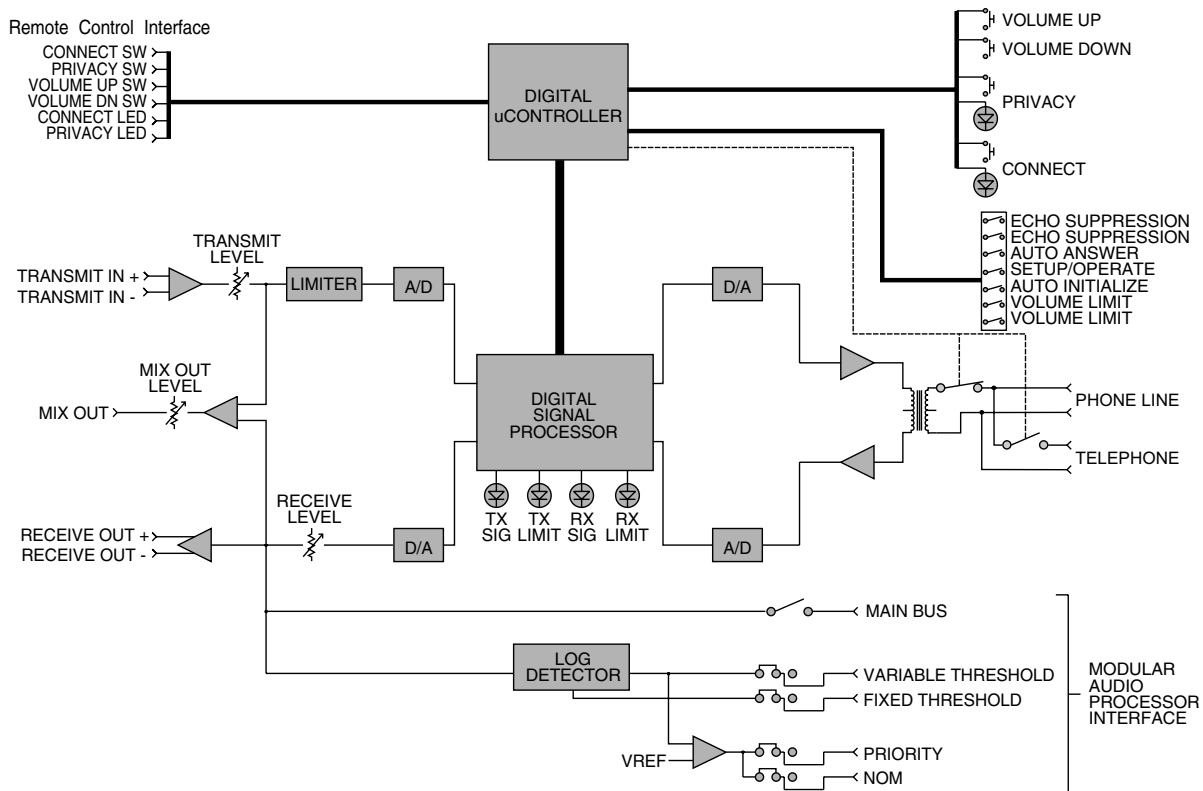 Remote Control Interface
CONNECT SW
PRIVACY SW
VOLUME UP SW
VOLUME DN SW
CONNECT LED
PRIVACY LED
DIGITAL
uCONTROLLER
VOLUME UP
VOLUME DOWN
PRIVACY
CONNECT
ECHO SUPPRESSION
ECHO SUPPRESSION
AUTO ANSWER
SETUP/OPERATE
AUTO INITIALIZE
VOLUME LIMIT
VOLUME LIMIT
TRANSMIT
LEVEL
TRANSMIT IN +
TRANSMIT IN -
LIMITER
A/D
D/A
MIX OUT
LEVEL
MIX OUT
DIGITAL
SIGNAL
PROCESSOR
PHONE LINE
TELEPHONE
TX
SIG
TX
LIMIT
RX
SIG
RX
LIMIT
RECEIVE
LEVEL
RECEIVE OUT +
RECEIVE OUT -
D/A
A/D
MAIN BUS
LOG
DETECTOR
VARIABLE THRESHOLD
FIXED THRESHOLD
VREF
PRIORITY
NOM
MODULAR
AUDIO
PROCESSOR
INTERFACE